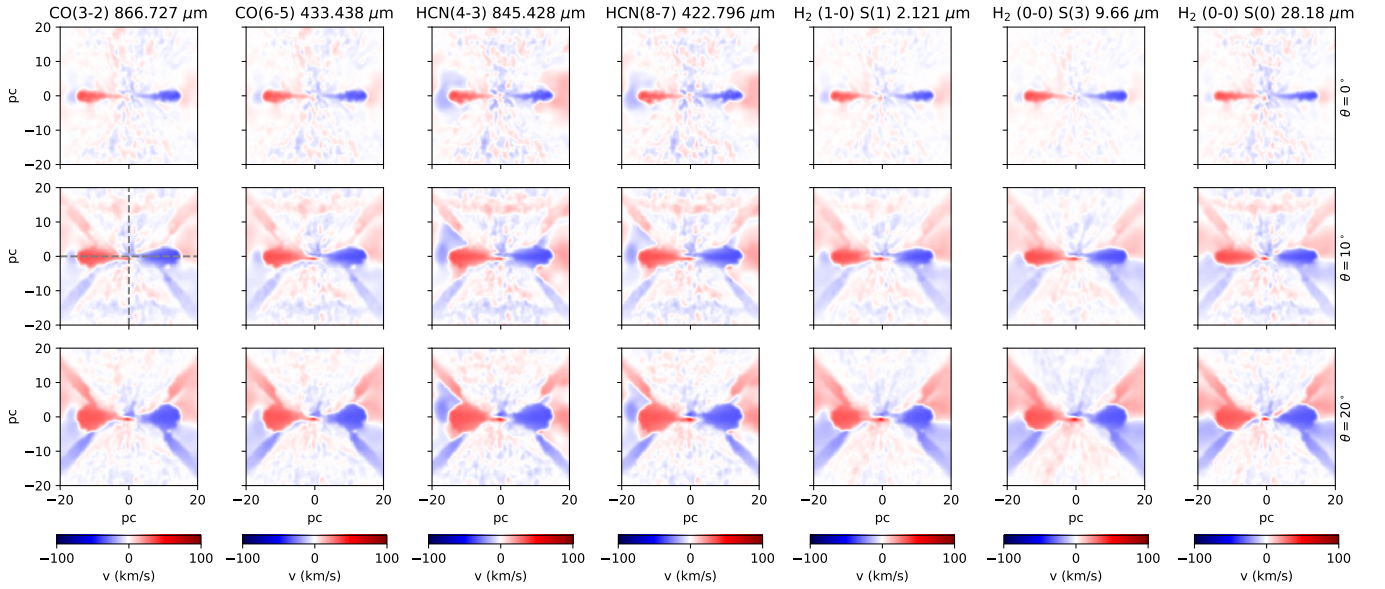 CO(3-2) 866.727 μm CO(6-5) 433.438 μm HCN(4-3) 845.428 μm HCN(8-7) 422.796 μm H₂ (1-0) S(1) 2.121 μm H₂ (0-0) S(3) 9.66 μm H₂ (0-0) S(0) 28.18 μm
20
10
pc 0 θ = 0°
−10
−20
20
10
pc 0 θ = 10°
−10
−20
20
10
pc 0 θ = 20°
−10
−20
−20 0 20 −20 0 20 −20 0 20 −20 0 20 −20 0 20 −20 0 20 −20 0 20
pc pc pc pc pc pc pc
−100 0 100 −100 0 100 −100 0 100 −100 0 100 −100 0 100 −100 0 100 −100 0 100
v (km/s) v (km/s) v (km/s) v (km/s) v (km/s) v (km/s) v (km/s)